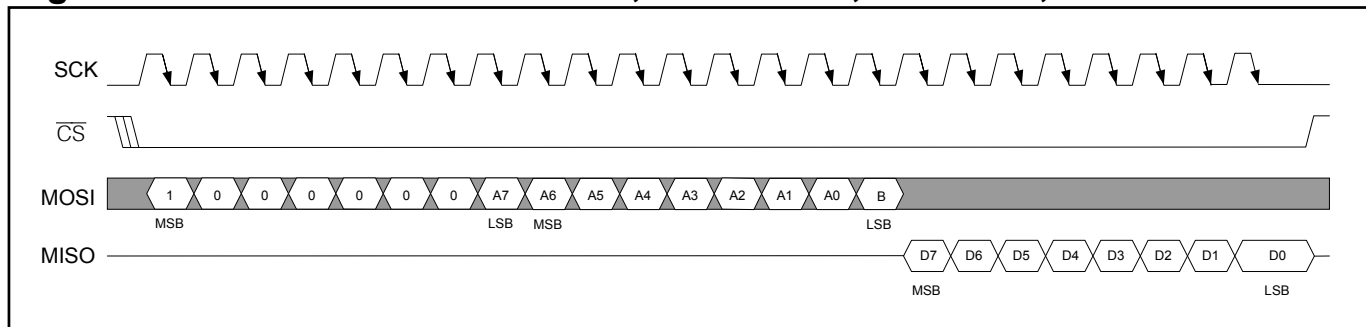 SCK
CS
MOSI 1 0 0 0 0 0 0 A7 A6 A5 A4 A3 A2 A1 A0 B
MSB LSB MSB LSB
MISO D7 D6 D5 D4 D3 D2 D1 D0
MSB LSB